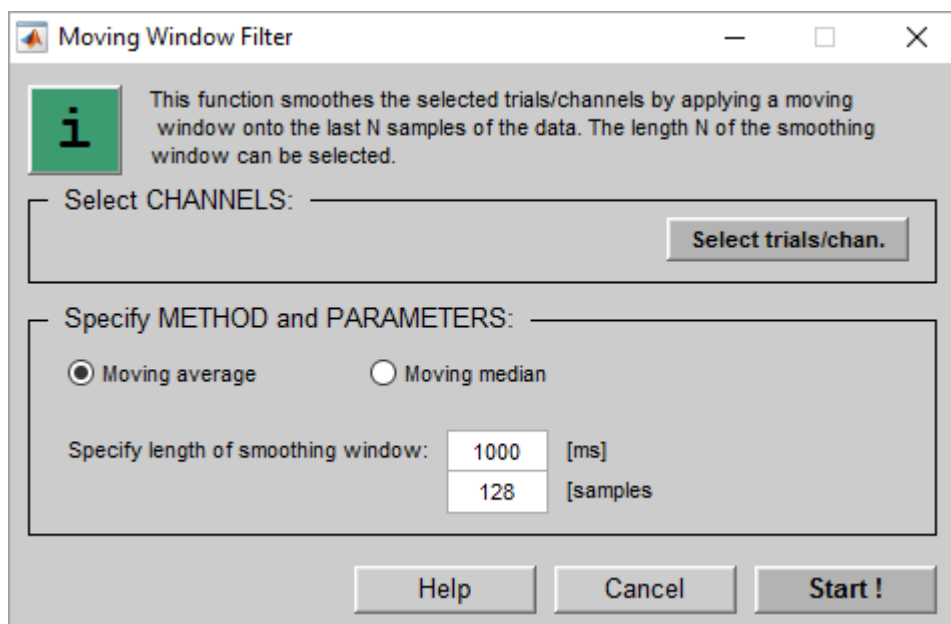 Moving Window Filter
i
This function smoothes the selected trials/channels by applying a moving
window onto the last N samples of the data. The length N of the smoothing
window can be selected.
Select CHANNELS:
Select trials/chan.
Specify METHOD and PARAMETERS:
Moving average Moving median
Specify length of smoothing window: 1000 [ms]
128 [samples
Help Cancel Start !